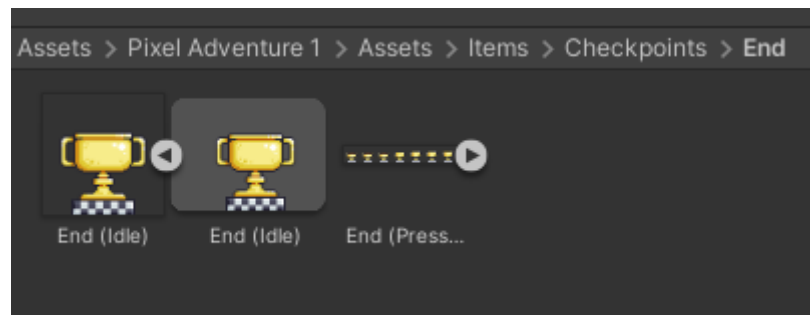 Assets > Pixel Adventure 1 > Assets > Items > Checkpoints > End
End (Idle) End (Idle) End (Press...